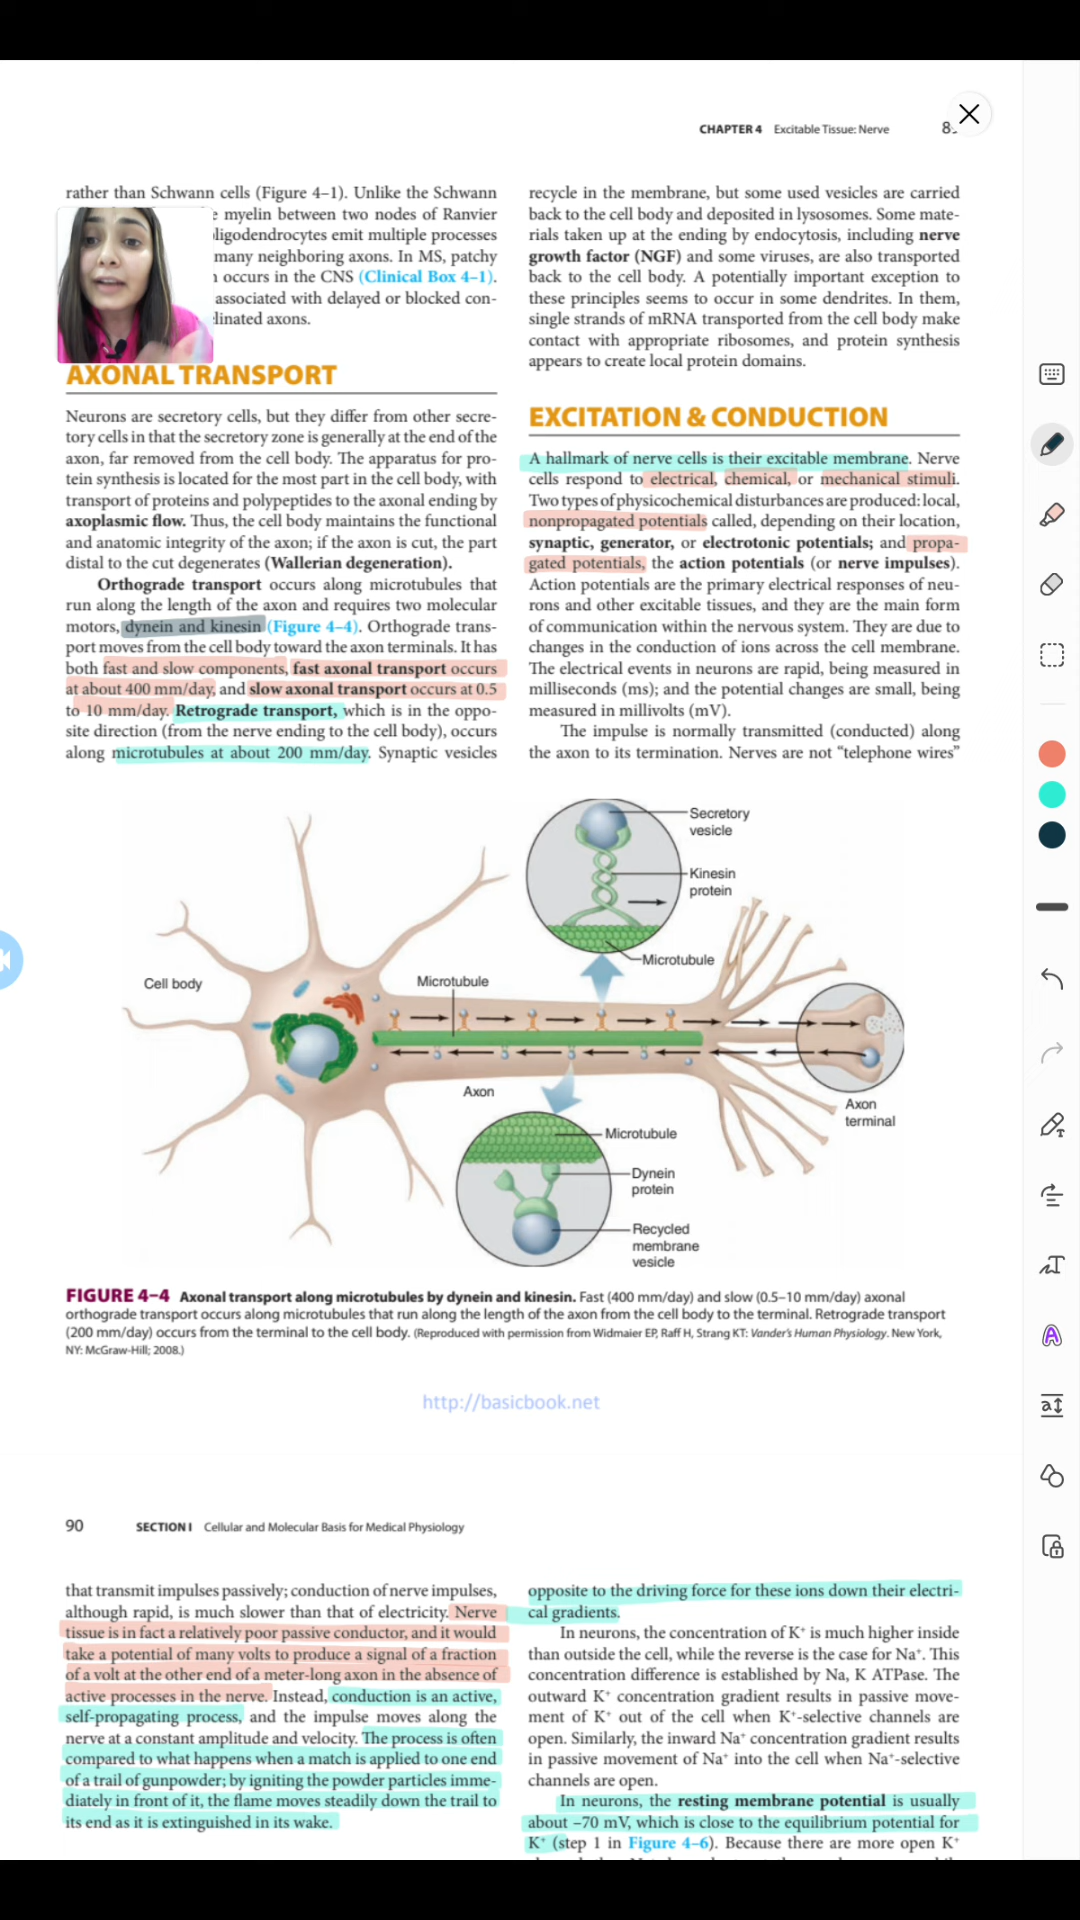 CHAPTER 4 Excitable Tissue: Nerve
rather than Schwann cells (Figure 4–1). Unlike the Schwann
myelin between two nodes of Ranvier
ligodendrocytes emit multiple processes
many neighboring axons. In MS, patchy
occurs in the CNS (Clinical Box 4–1).
associated with delayed or blocked con-
linated axons.
AXONAL TRANSPORT
Neurons are secretory cells, but they differ from other secre-
tory cells in that the secretory zone is generally at the end of the
axon, far removed from the cell body. The apparatus for pro-
tein synthesis is located for the most part in the cell body, with
transport of proteins and polypeptides to the axonal ending by
axoplasmic flow. Thus, the cell body maintains the functional
and anatomic integrity of the axon; if the axon is cut, the part
distal to the cut degenerates (Wallerian degeneration).
Orthograde transport occurs along microtubules that
run along the length of the axon and requires two molecular
motors, dynein and kinesin (Figure 4–4). Orthograde trans-
port moves from the cell body toward the axon terminals. It has
both fast and slow components, fast axonal transport occurs
at about 400 mm/day, and slow axonal transport occurs at 0.5
to 10 mm/day. Retrograde transport, which is in the oppo-
site direction (from the nerve ending to the cell body), occurs
along microtubules at about 200 mm/day. Synaptic vesicles
recycle in the membrane, but some used vesicles are carried
back to the cell body and deposited in lysosomes. Some mate-
rials taken up at the ending by endocytosis, including nerve
growth factor (NGF) and some viruses, are also transported
back to the cell body. A potentially important exception to
these principles seems to occur in some dendrites. In them,
single strands of mRNA transported from the cell body make
contact with appropriate ribosomes, and protein synthesis
appears to create local protein domains.
EXCITATION & CONDUCTION
A hallmark of nerve cells is their excitable membrane. Nerve
cells respond to electrical, chemical, or mechanical stimuli.
Two types of physicochemical disturbances are produced: local,
nonpropagated potentials called, depending on their location,
synaptic, generator, or electrotonic potentials; and propa-
gated potentials, the action potentials (or nerve impulses).
Action potentials are the primary electrical responses of neu-
rons and other excitable tissues, and they are the main form
of communication within the nervous system. They are due to
changes in the conduction of ions across the cell membrane.
The electrical events in neurons are rapid, being measured in
milliseconds (ms); and the potential changes are small, being
measured in millivolts (mV).
The impulse is normally transmitted (conducted) along
the axon to its termination. Nerves are not “telephone wires”
Secretory
vesicle
Kinesin
protein
Microtubule
Cell body
Microtubule
Axon
Axon
terminal
Microtubule
Dynein
protein
Recycled
membrane
vesicle
FIGURE 4–4 Axonal transport along microtubules by dynein and kinesin. Fast (400 mm/day) and slow (0.5–10 mm/day) axonal
orthograde transport occurs along microtubules that run along the length of the axon from the cell body to the terminal. Retrograde transport
(200 mm/day) occurs from the terminal to the cell body. (Reproduced with permission from Widmaier EP, Raff H, Strang KT: Vander's Human Physiology. New York,
NY: McGraw-Hill; 2008.)
http://basicbook.net
90 SECTION I Cellular and Molecular Basis for Medical Physiology
that transmit impulses passively; conduction of nerve impulses,
although rapid, is much slower than that of electricity. Nerve
tissue is in fact a relatively poor passive conductor, and it would
take a potential of many volts to produce a signal of a fraction
of a volt at the other end of a meter-long axon in the absence of
active processes in the nerve. Instead, conduction is an active,
self-propagating process, and the impulse moves along the
nerve at a constant amplitude and velocity. The process is often
compared to what happens when a match is applied to one end
of a trail of gunpowder; by igniting the powder particles imme-
diately in front of it, the flame moves steadily down the trail to
its end as it is extinguished in its wake.
opposite to the driving force for these ions down their electri-
cal gradients.
In neurons, the concentration of K⁺ is much higher inside
than outside the cell, while the reverse is the case for Na⁺. This
concentration difference is established by Na, K ATPase. The
outward K⁺ concentration gradient results in passive move-
ment of K⁺ out of the cell when K⁺-selective channels are
open. Similarly, the inward Na⁺ concentration gradient results
in passive movement of Na⁺ into the cell when Na⁺-selective
channels are open.
In neurons, the resting membrane potential is usually
about –70 mV, which is close to the equilibrium potential for
K⁺ (step 1 in Figure 4–6). Because there are more open K⁺